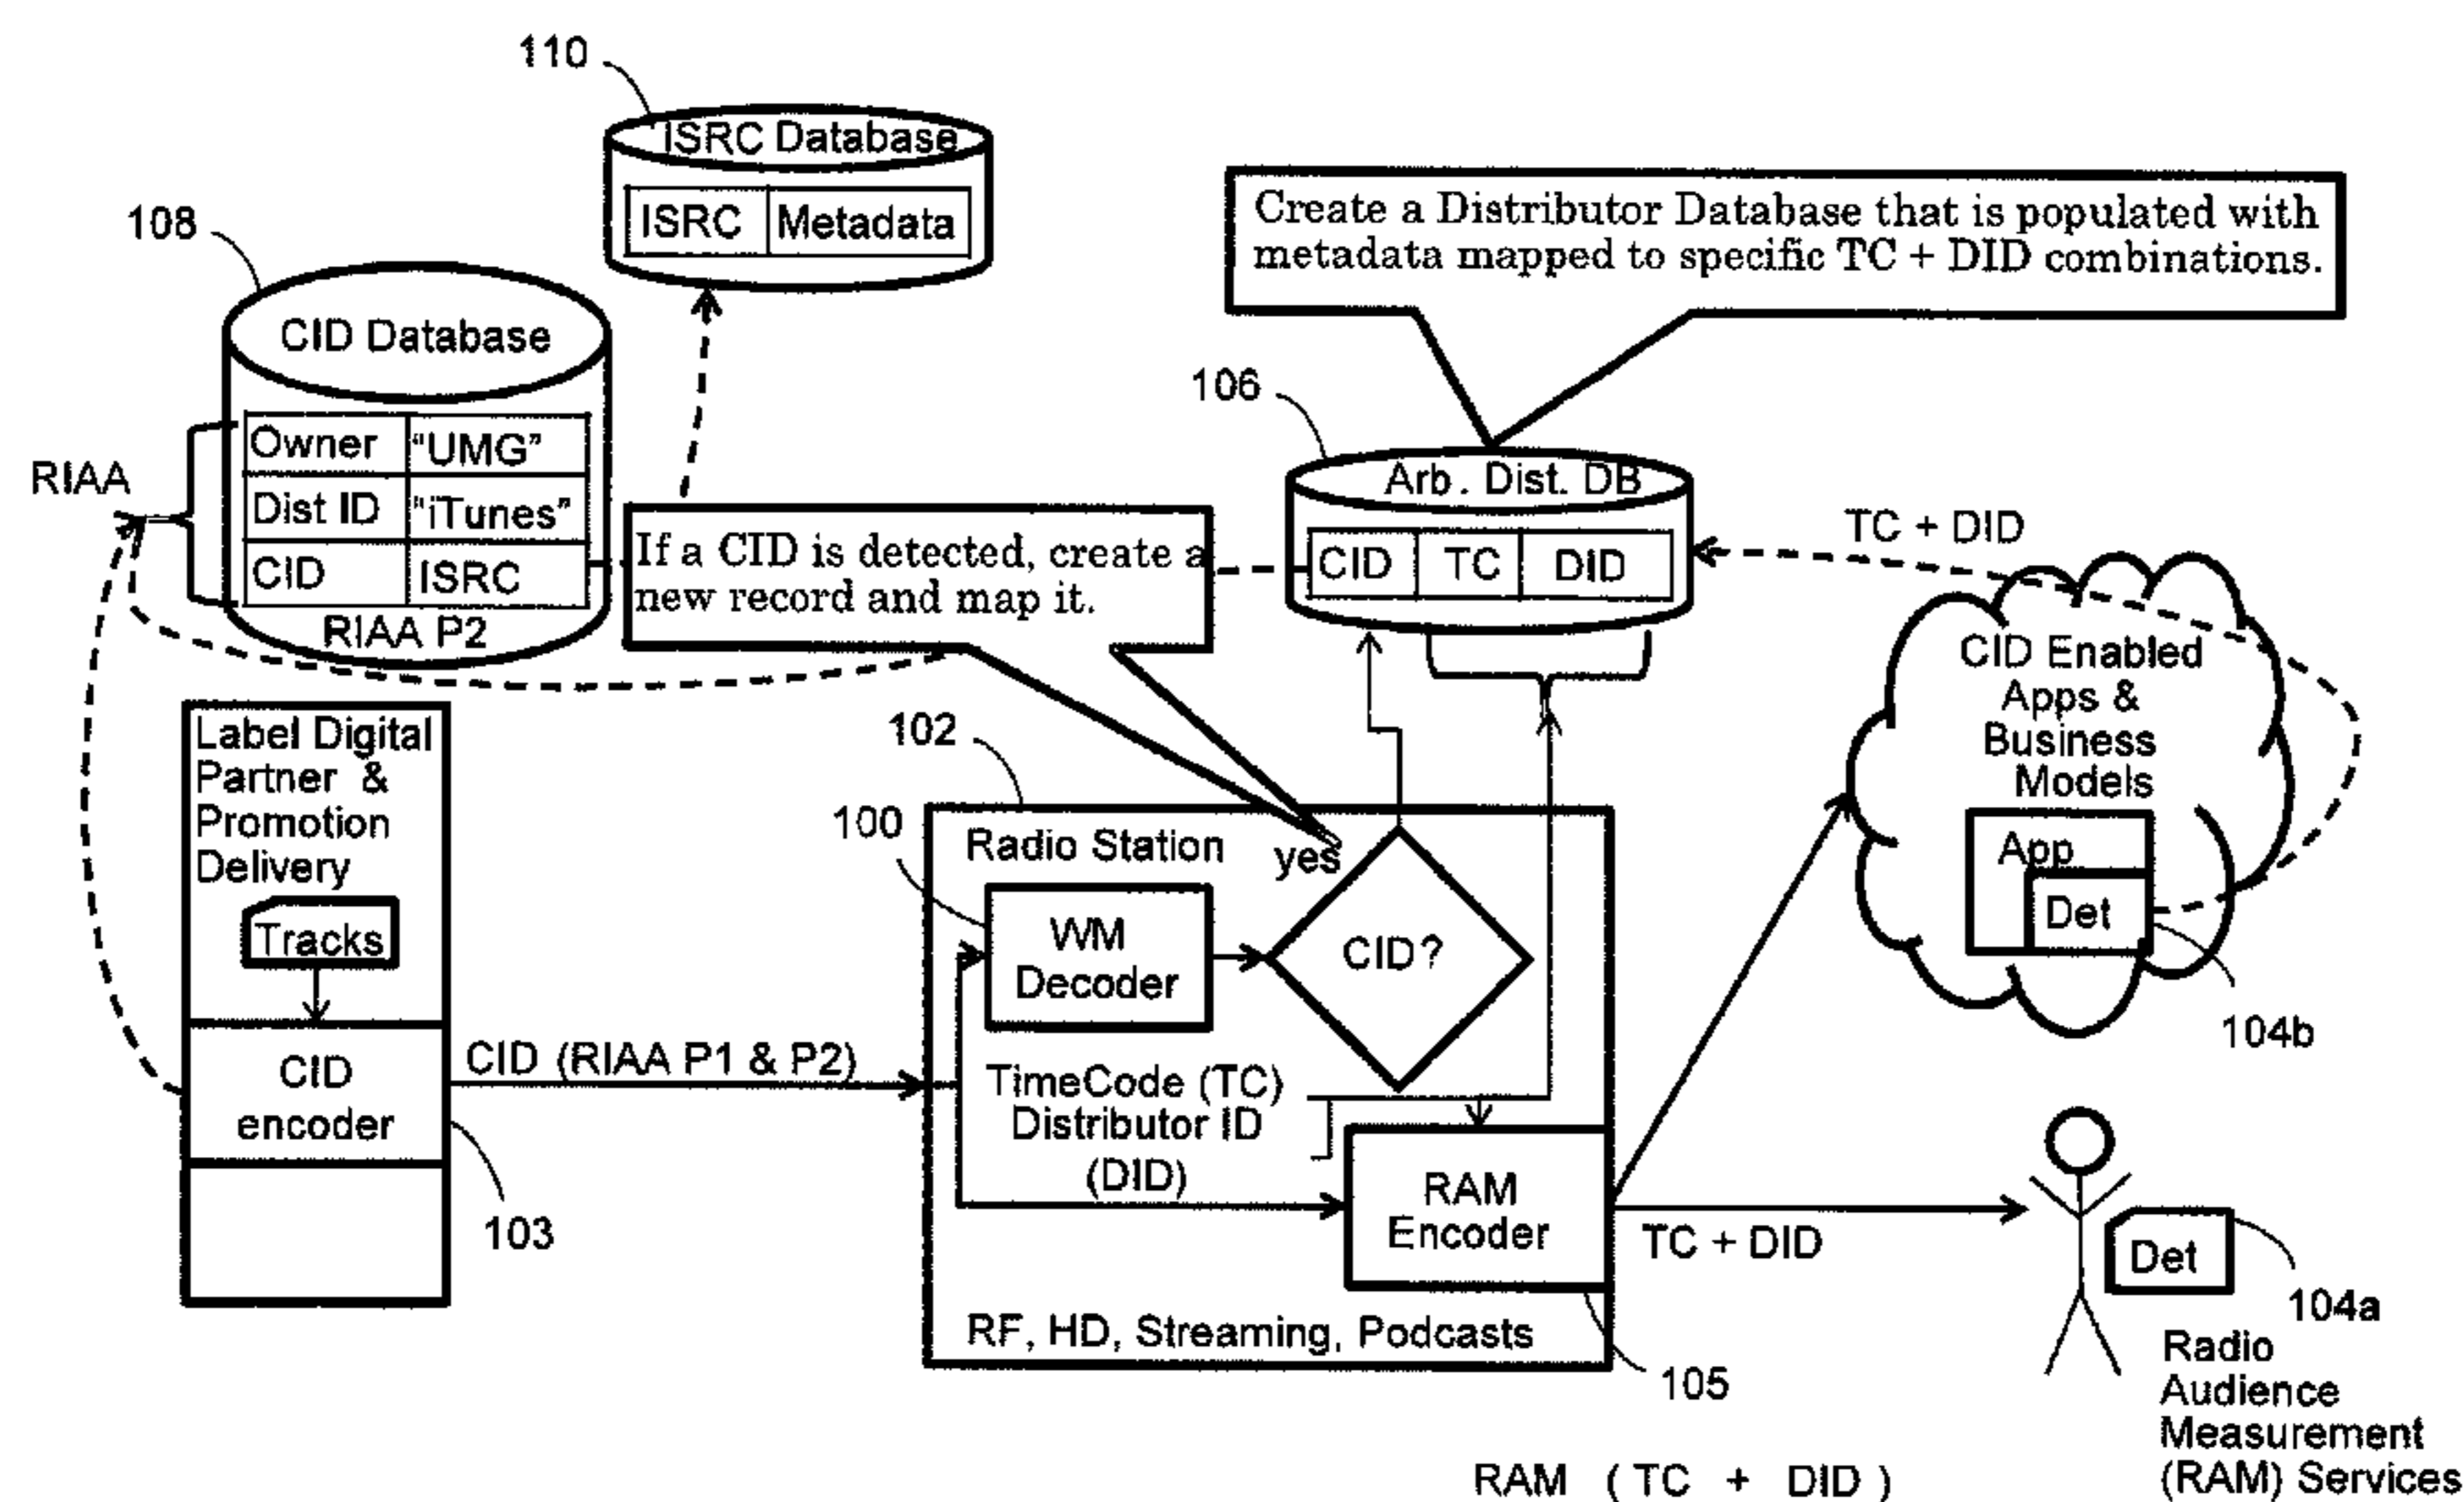 110
ISRC Database
ISRC Metadata
108
CID Database
Owner "UMG"
Dist ID "iTunes"
CID ISRC
RIAA P2
RIAA
Create a Distributor Database that is populated with
metadata mapped to specific TC + DID combinations.
106
Arb. Dist. DB
CID TC DID
If a CID is detected, create a
new record and map it.
TC + DID
CID Enabled
Apps &
Business
Models
App
Det
104b
Label Digital
Partner &
Promotion
Delivery
Tracks
CID
encoder
103
CID (RIAA P1 & P2)
102
100
Radio Station
yes
WM
Decoder
CID?
TimeCode (TC)
Distributor ID
(DID)
RAM
Encoder
RF, HD, Streaming, Podcasts
105
TC + DID
Det
104a
Radio
Audience
Measurement
(RAM) Services
RAM ( TC + DID )